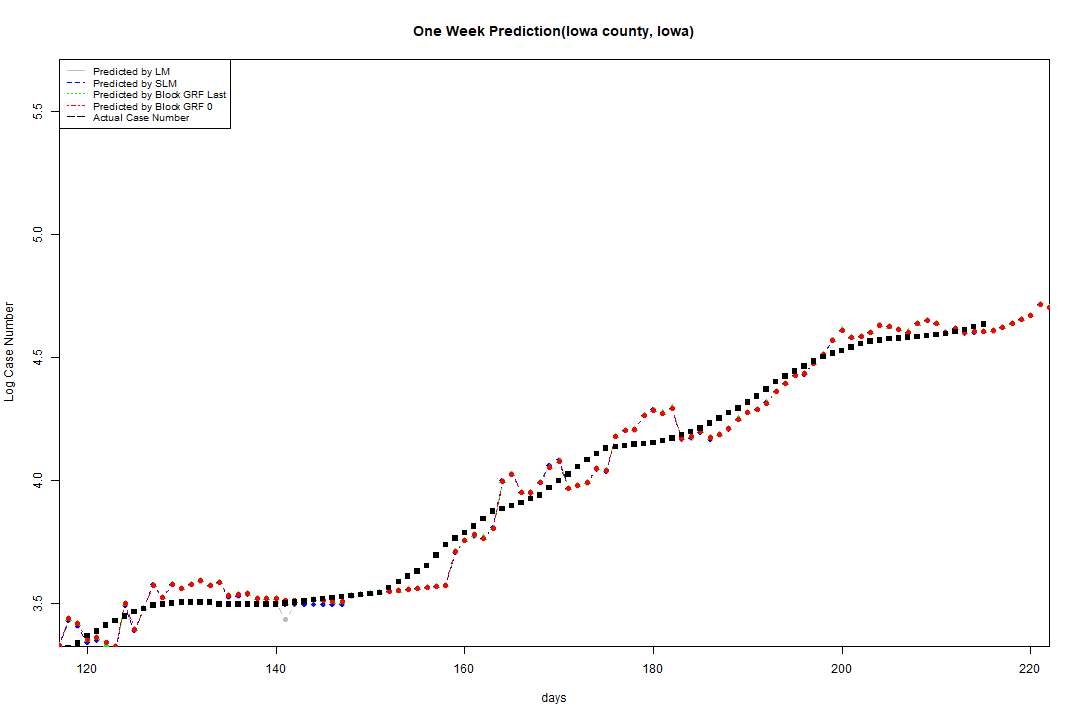 One Week Prediction(Iowa county, Iowa)
Predicted by LM
Predicted by SLM
Predicted by Block GRF Last
Predicted by Block GRF 0
Actual Case Number
5.5
5.0
4.5
4.0
3.5
Log Case Number
120 140 160 180 200 220
days